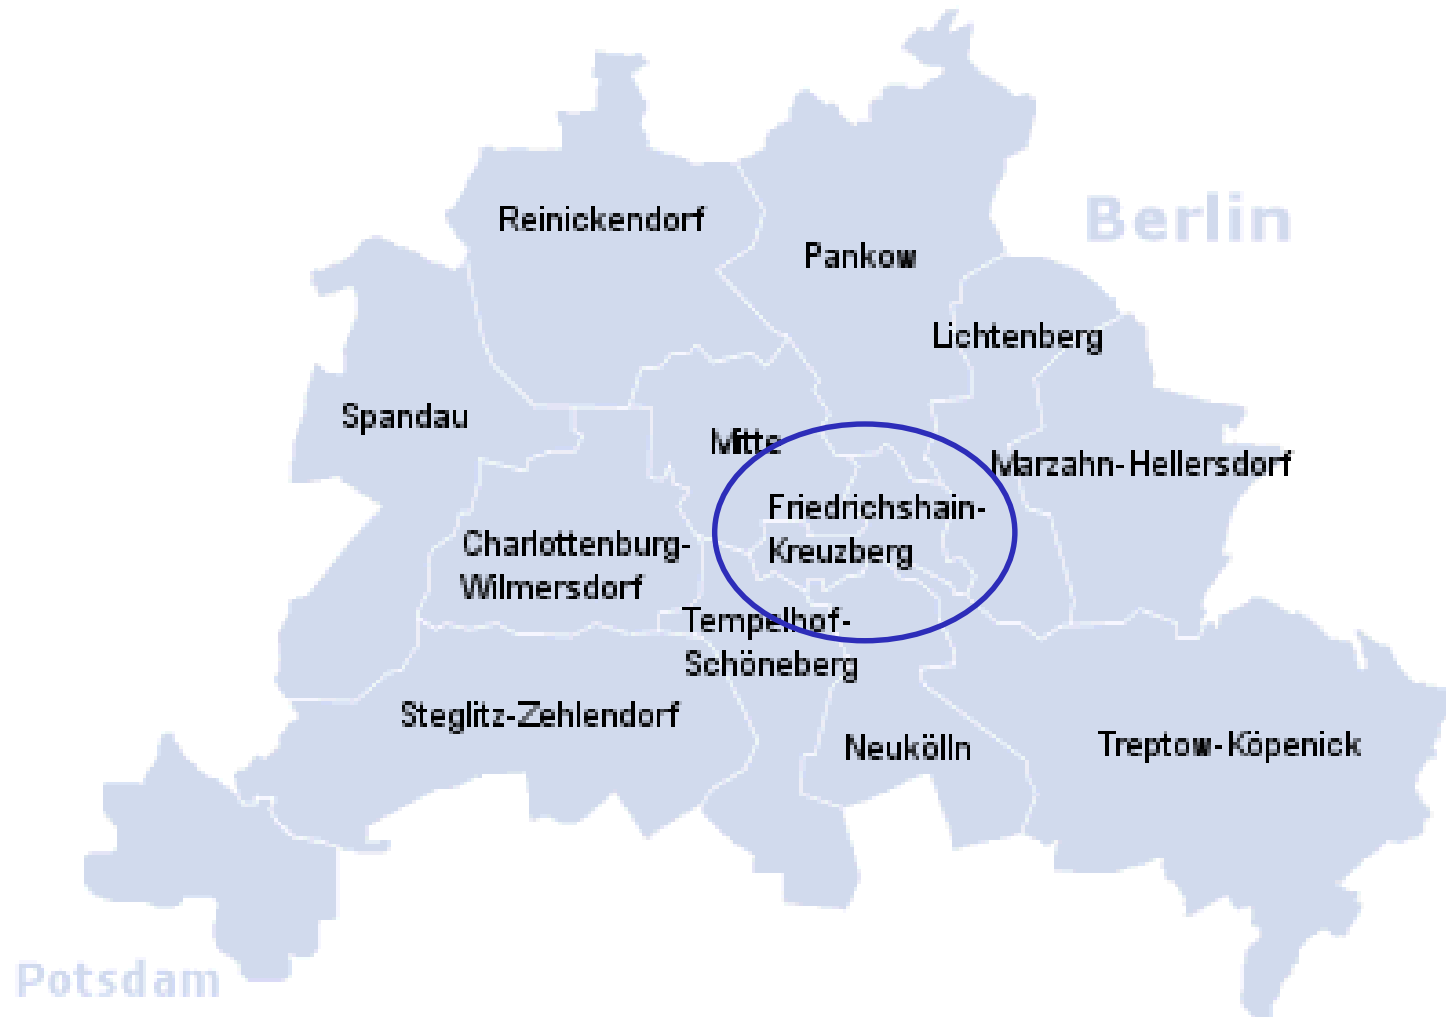 Berlin
Reinickendorf
Pankow
Lichtenberg
Spandau
Mitte
Marzahn-Hellersdorf
Friedrichshain-
Kreuzberg
Charlottenburg-
Wilmersdorf
Tempelhof-
Schöneberg
Steglitz-Zehlendorf
Neukölln
Treptow-Köpenick
Potsdam